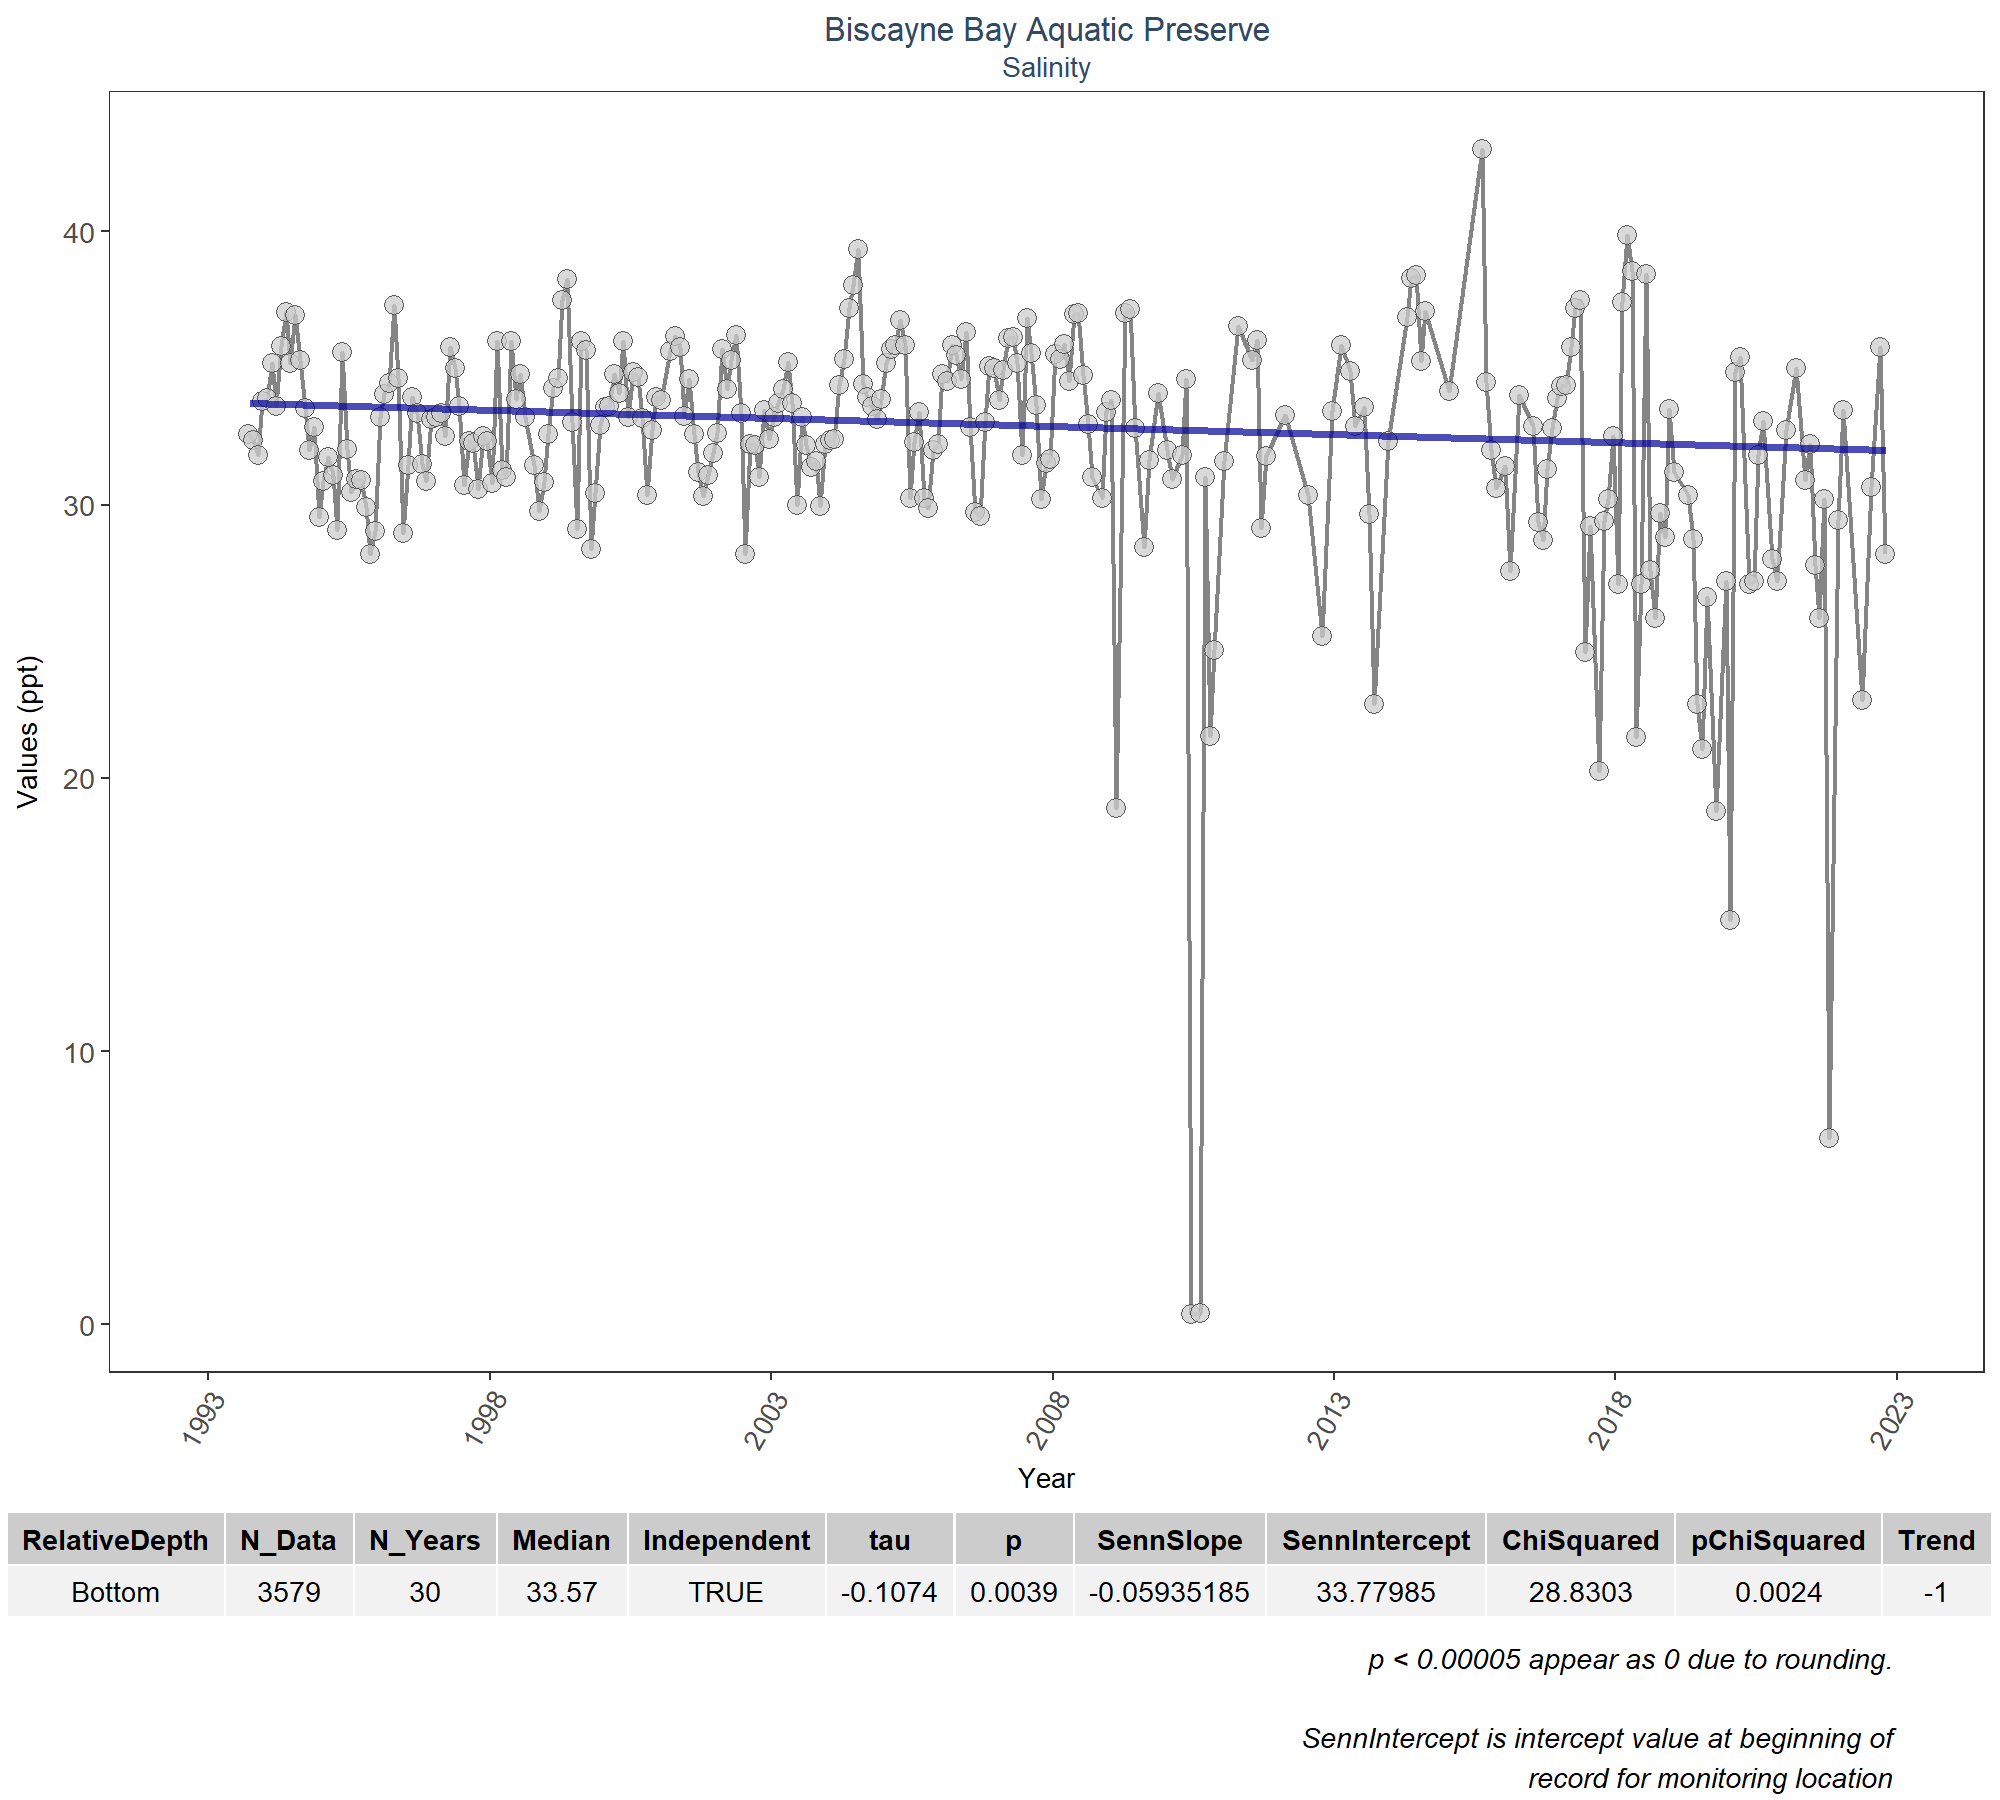 Biscayne Bay Aquatic Preserve
Salinity
Values (ppt)
40
30
20
10
0
1993 1998 2003 2008 2013 2018 2023
Year
RelativeDepth N_Data N_Years Median Independent tau p SennSlope SennIntercept ChiSquared pChiSquared Trend
Bottom 3579 30 33.57 TRUE -0.1074 0.0039 -0.05935185 33.77985 28.8303 0.0024 -1
p < 0.00005 appear as 0 due to rounding.
SennIntercept is intercept value at beginning of
record for monitoring location